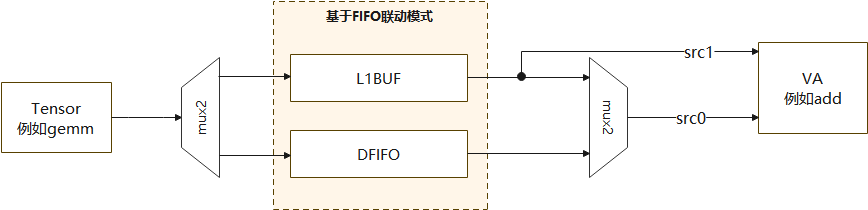 基于FIFO联动模式
L1BUF
src1
VA
例如add
Tensor
例如gemm
mux2
mux2
src0
DFIFO